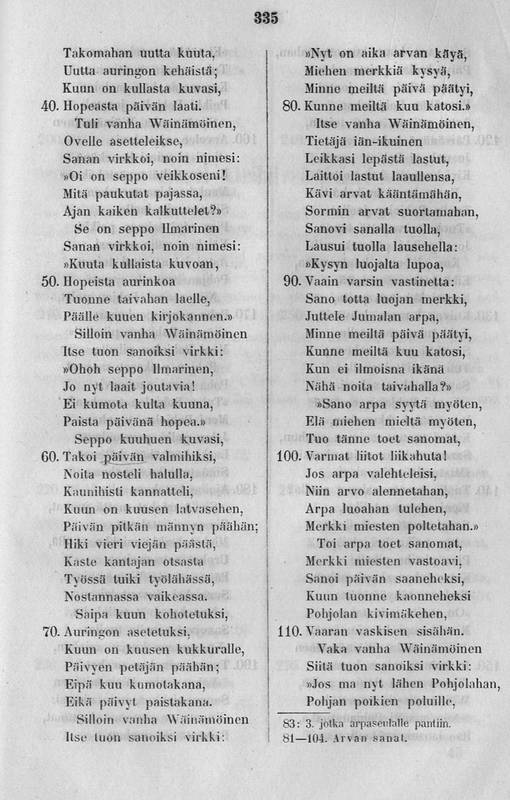 335
Takomahan uutta kuuta,
Uutta auringon kehäistä;
Kuun on kullasta kuvasi,
40. Hopeasta päivän laati.
Tuli vanha Wäinämöinen,
Ovelle asetteleikse,
Sanan virkkoi, noin nimesi:
»Oi on seppo veikkoseni!
Mitä paukutat pajassa,
Ajan kaiken kalkuttelet?»
Se on seppo Ilmarinen
Sanan virkkoi, noin nimesi:
»Kuuta kullaista kuvoan,
50. Hopeista aurinkoa
Tuonne taivahan laelle,
Päälle kuuen kirjokannen.»
Silloin vanha Wäinämöinen
Itse tuon sanoiksi virkki:
»Ohoh seppo Ilmarinen,
Jo nyt laait joutavia!
Ei kumota kulta kuuna,
Paista päivänä hopea.»
Seppo kuuhuen kuvasi,
60. Takoi päivän valmihiksi,
Noita nosteli halulla,
Kaunihisti kannatteli,
Kuun on kuusen latvasehen,
Päivän pitkän männyn päähän;
Hiki vieri viejän päästä,
Kaste kantajan otsasta
Työssä tuiki työlähässä,
Nostannassa vaikeassa.
Saipa kuun kohotetuksi,
70. Auringon asetetuksi,
Kuun on kuusen kukkuralle,
Päivyen petäjän päähän;
Eipä kuu kumotakana,
Eikä päivyt paistakana.
Silloin vanha Wäinämöinen
Itse tuon sanoiksi virkki:
»Nyt on aika arvan käyä,
Miehen merkkiä kysyä,
Minne meiltä päivä päätyi,
80. Kunne meiltä kuu katosi.»
Itse vanha Wäinämöinen,
Tietäjä iän-ikuinen
Leikkasi lepästä lastut,
Laittoi lastut laaullensa,
Kävi arvat kääntämähän,
Sormin arvat suortamahan,
Sanovi sanalla tuolla,
Lausui tuolla lausehella:
»Kysyn luojalta lupoa,
90. Vaain varsin vastinetta:
Sano totta luojan merkki,
Juttele Jumalan arpa,
Minne meiltä päivä päätyi,
Kunne meiltä kuu katosi,
Kun ei ilmoisna ikänä
Nähä noita taivahalla?»
»Sano arpa syytä myöten,
Elä miehen mieltä myöten,
Tuo tänne toet sanomat,
100. Varmat liitot liikahuta!
Jos arpa valehteleisi,
Niin arvo alennetahan,
Arpa luoahan tulehen,
Merkki miesten poltetahan.»
Toi arpa toet sanomat,
Merkki miesten vastoavi,
Sanoi päivän saaneheksi,
Kuun tuonne kaonneheksi
Pohjolan kivimäkehen,
110. Vaaran vaskisen sisähän.
Vaka vanha Wäinämöinen
Siitä tuon sanoiksi virkki:
»Jos ma nyt lähen Pohjolahan,
Pohjan poikien poluille,
83: 3. jotka arpaseulalle pantiin.
81—104. Arvan sanat.